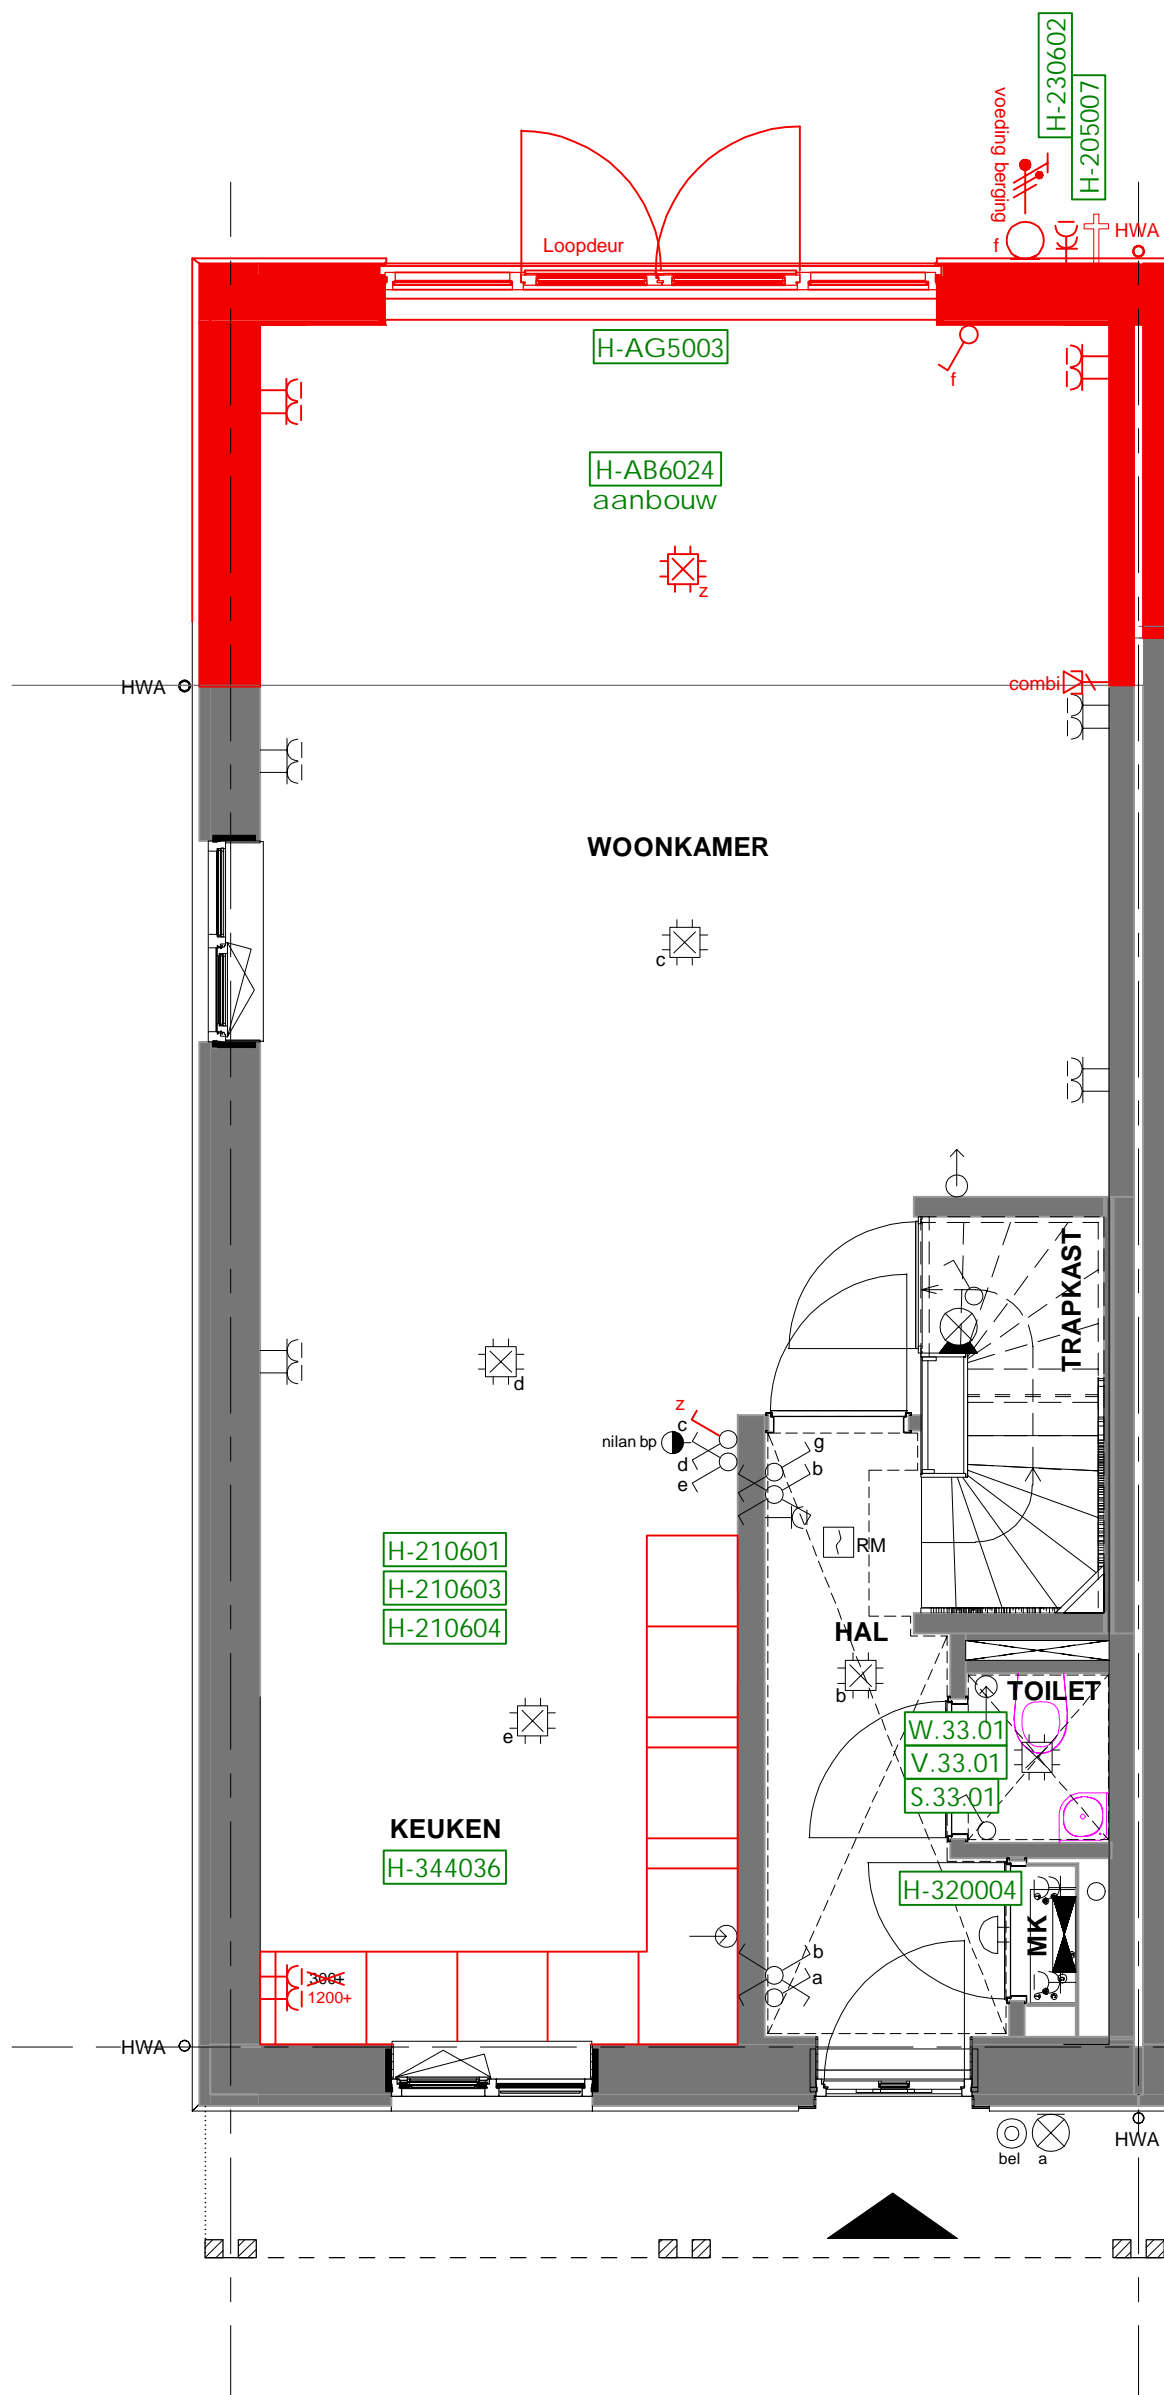 H-230602
H-205007
voeding berging
f
HWA
Loopdeur
H-AG5003
f
H-AB6024
aanbouw
z
HWA
combi
WOONKAMER
c
TRAPKAST
d
z
c
nilan bp
d
e
g
b
RM
H-210601
H-210603
H-210604
HAL
b
TOILET
W.33.01
V.33.01
S.33.01
e
KEUKEN
H-344036
H-320004
MK
b
a
300+
1200+
HWA
HWA
bel
a